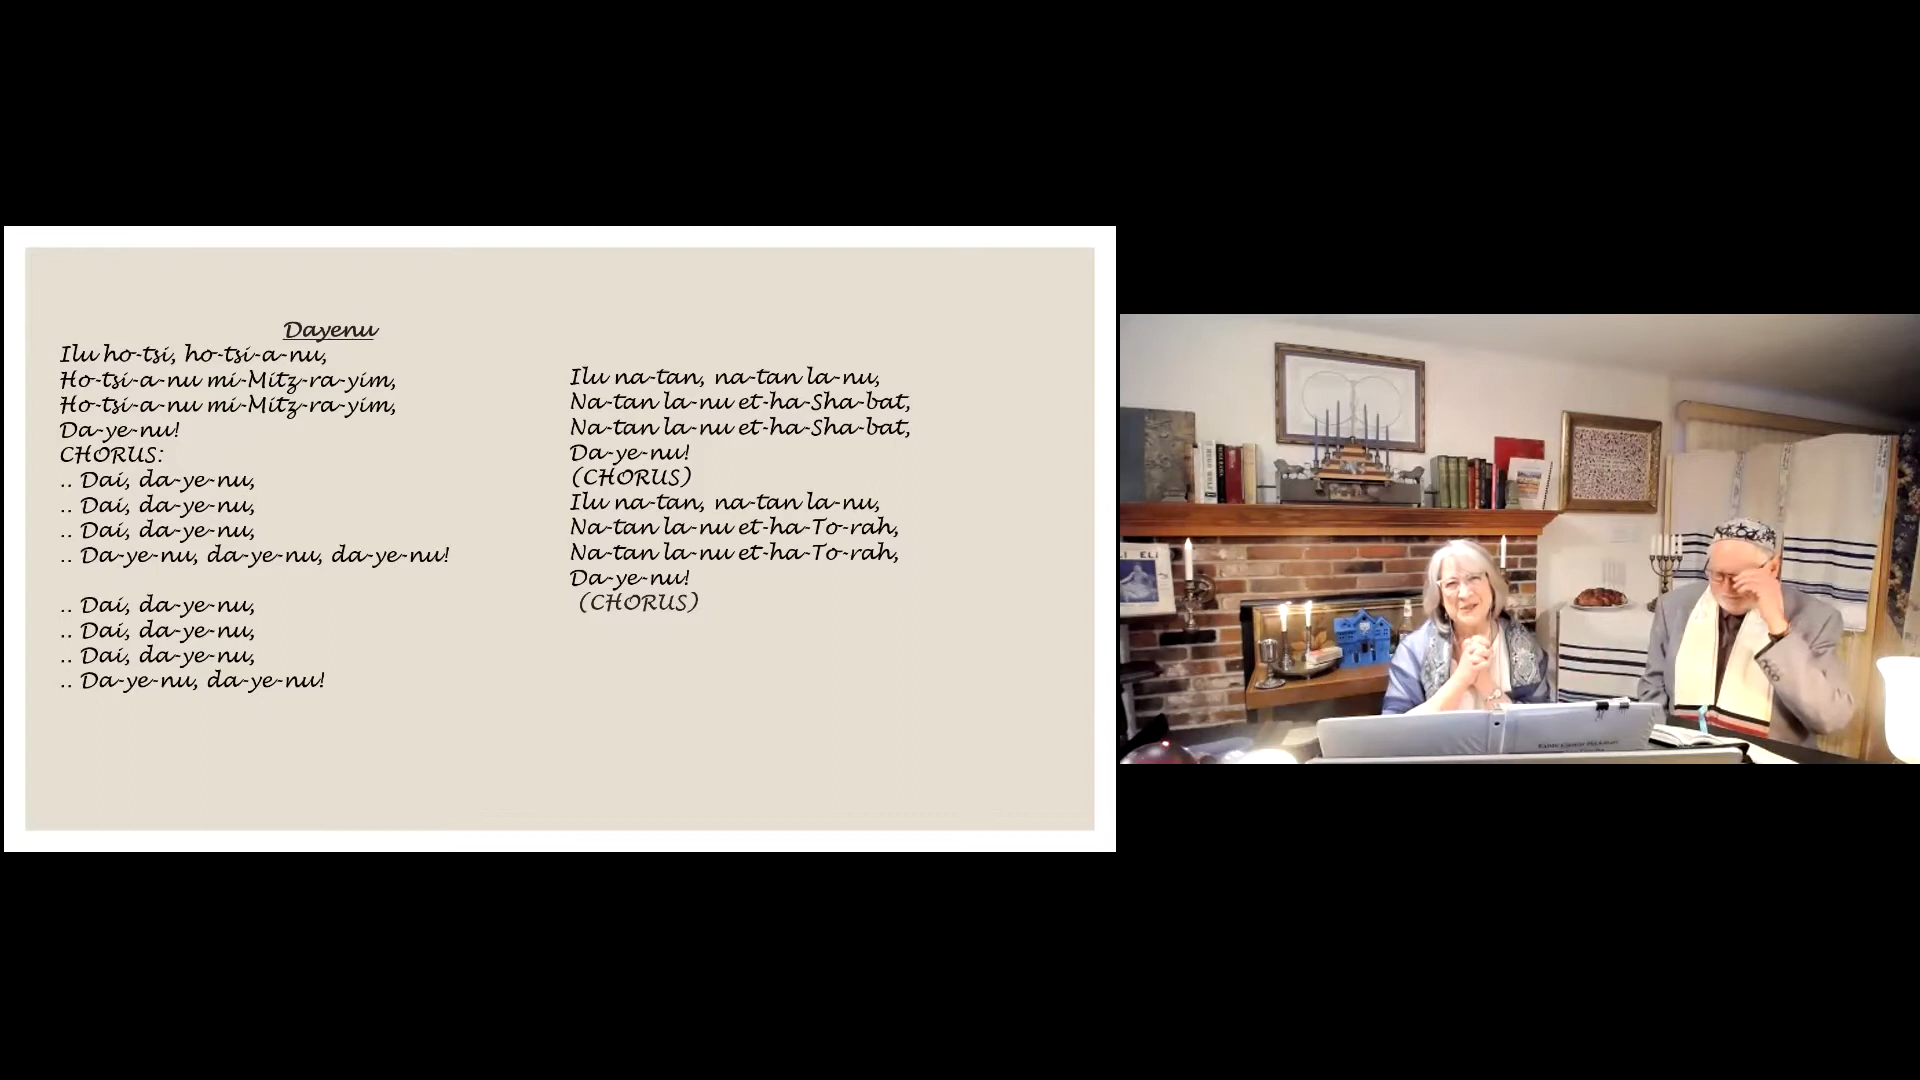 Dayenu
Ilu ho-tsi, ho-tsi-a-nu,
Ho-tsi-a-nu mi-Mitz-ra-yim,
Ho-tsi-a-nu mi-Mitz-ra-yim,
Da-ye-nu!
CHORUS:
.. Dai, da-ye-nu,
.. Dai, da-ye-nu,
.. Dai, da-ye-nu,
.. Da-ye-nu, da-ye-nu, da-ye-nu!
.. Dai, da-ye-nu,
.. Dai, da-ye-nu,
.. Dai, da-ye-nu,
.. Da-ye-nu, da-ye-nu!
Ilu na-tan, na-tan la-nu,
Na-tan la-nu et-ha-Sha-bat,
Na-tan la-nu et-ha-Sha-bat,
Da-ye-nu!
(CHORUS)
Ilu na-tan, na-tan la-nu,
Na-tan la-nu et-ha-To-rah,
Na-tan la-nu et-ha-To-rah,
Da-ye-nu!
(CHORUS)
ELI